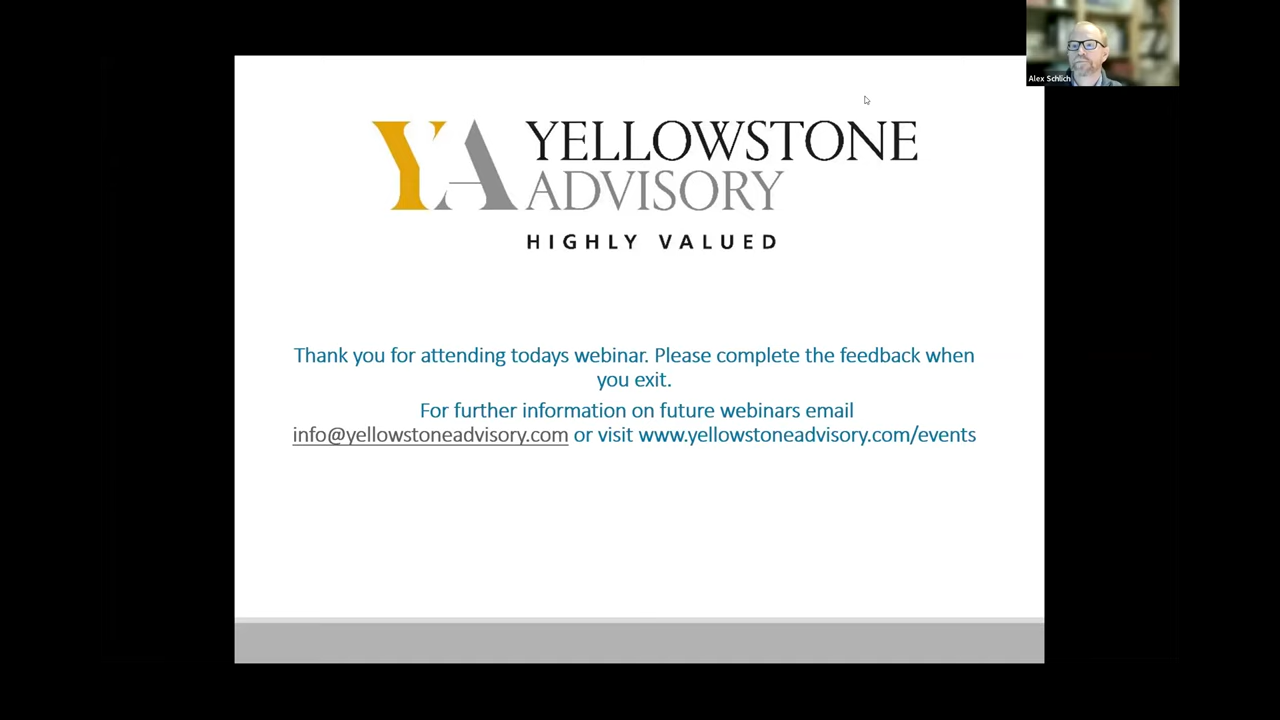 Alex Schlich
YA YELLOWSTONE
ADVISORY
HIGHLY VALUED
Thank you for attending todays webinar. Please complete the feedback when
you exit.
For further information on future webinars email
info@yellowstoneadvisory.com or visit www.yellowstoneadvisory.com/events